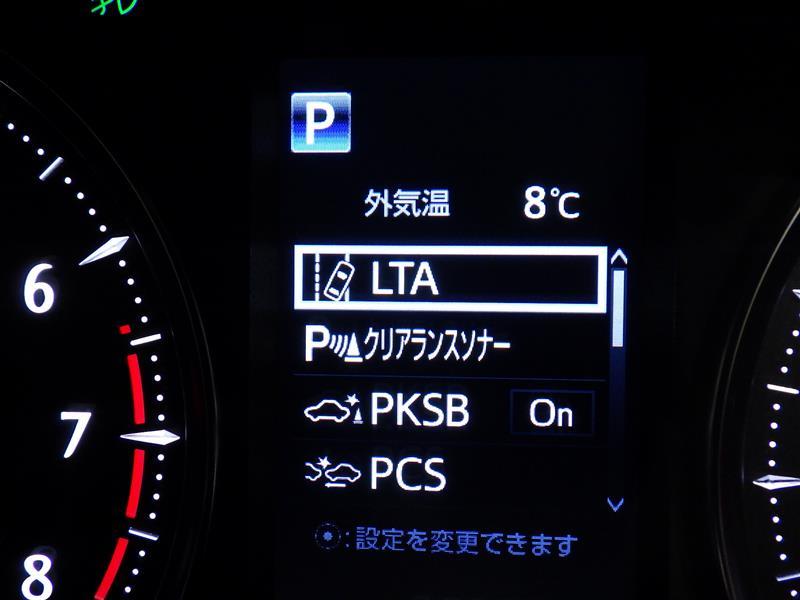 P
外気温 8℃
LTA
P クリアランスソナー
PKSB On
PCS
:設定を変更できます
6
7
8